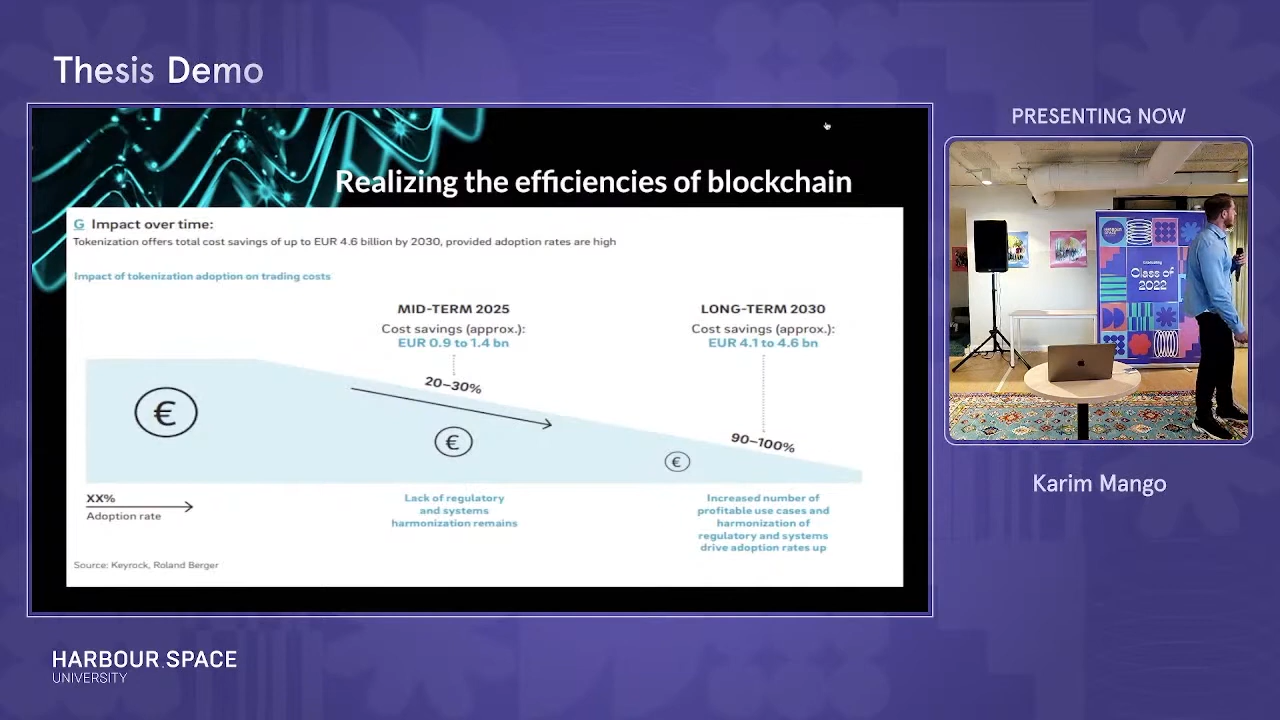 Thesis Demo
Realizing the efficiencies of blockchain
G Impact over time:
Tokenization offers total cost savings of up to EUR 4.6 billion by 2030, provided adoption rates are high
Impact of tokenization adoption on trading costs
MID-TERM 2025
Cost savings (approx.):
EUR 0.9 to 1.4 bn
LONG-TERM 2030
Cost savings (approx.):
EUR 4.1 to 4.6 bn
20–30%
90–100%
€
€
€
XX%
Adoption rate
Lack of regulatory
and systems
harmonization remains
Increased number of
profitable use cases and
harmonization of
regulatory and systems
drive adoption rates up
Source: Keyrock, Roland Berger
PRESENTING NOW
Class of
2022
Karim Mango
HARBOUR.SPACE
UNIVERSITY